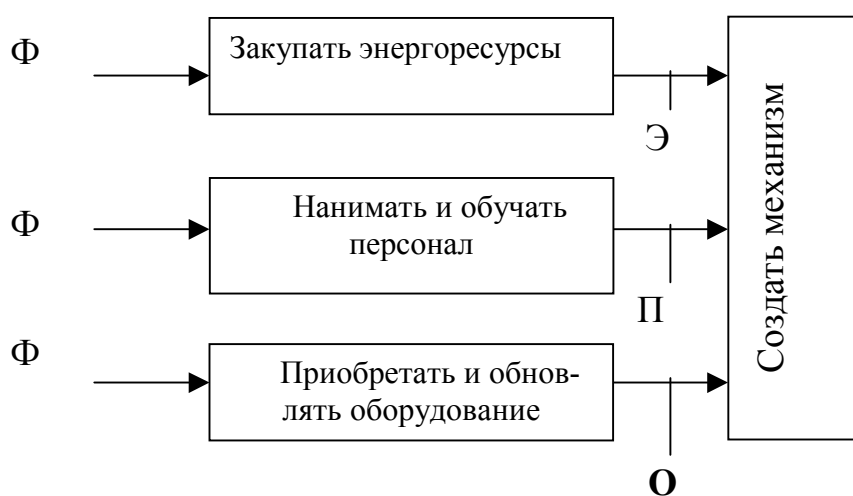 Ф
Закупать энергоресурсы
Э
Ф
Нанимать и обучать
персонал
П
Ф
Приобретать и обнов-
лять оборудование
О
Создать механизм